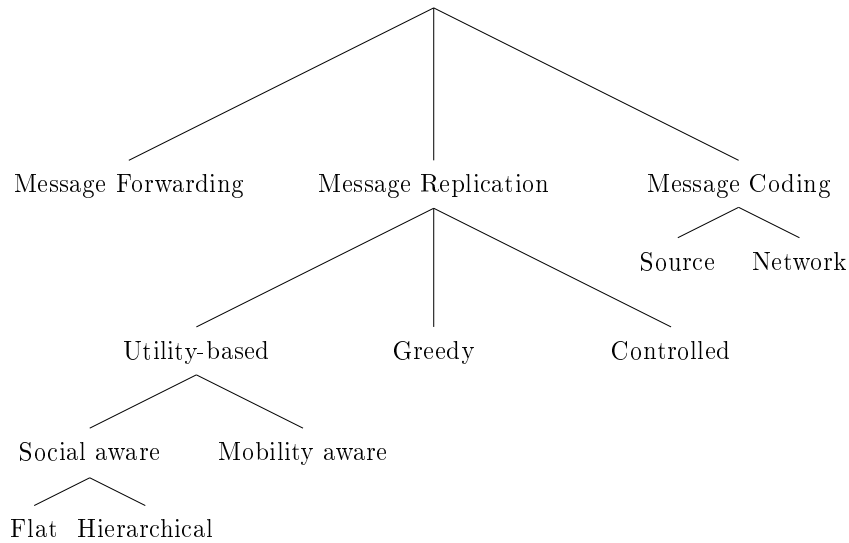 Message Forwarding Message Replication Message Coding
Source Network
Utility-based Greedy Controlled
Social aware Mobility aware
Flat Hierarchical